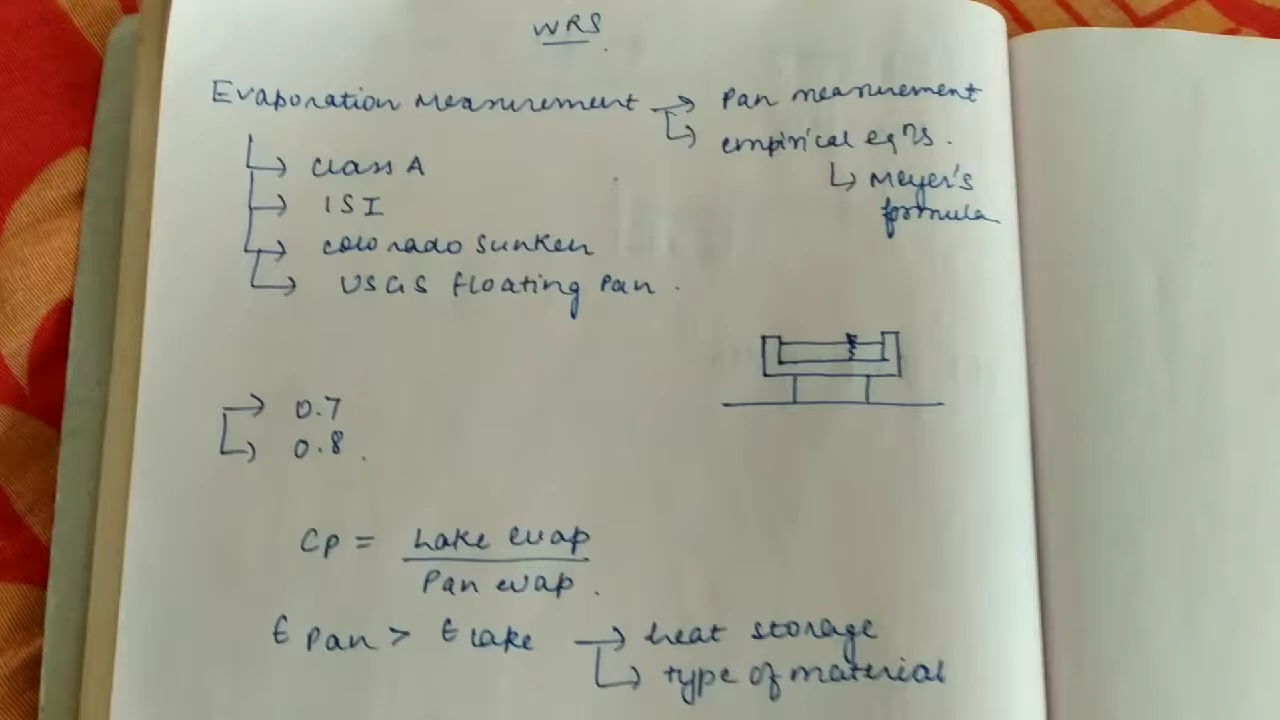 WRS
Evaporation Measurement → Pan measurement
↳ empirical eqns.
↳ Meyer's
formula
↳ Class A
→ ISI
→ Colorado Sunken
↳ USGS floating Pan.
→ 0.7
↳ 0.8.
Cp = Lake evap
Pan evap.
E Pan > E lake → heat storage
↳ type of material